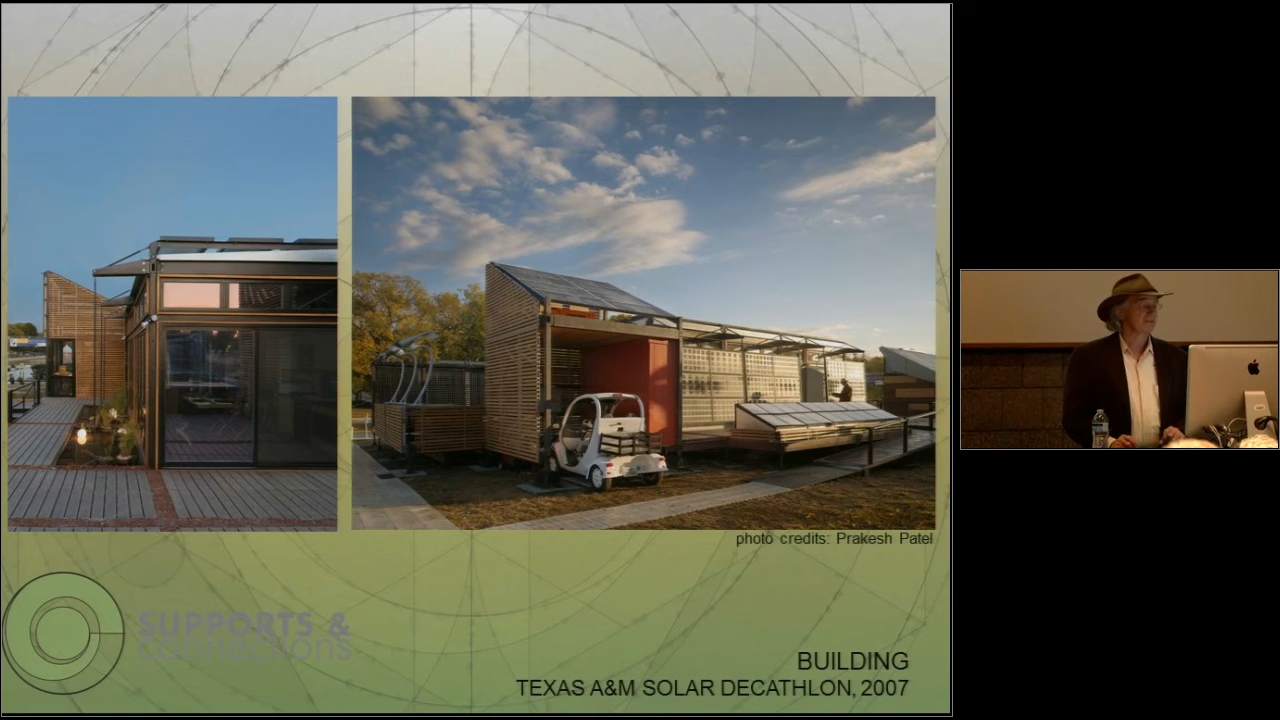 photo credits: Prakesh Patel
SUPPORTS &
connections
BUILDING
TEXAS A&M SOLAR DECATHLON, 2007